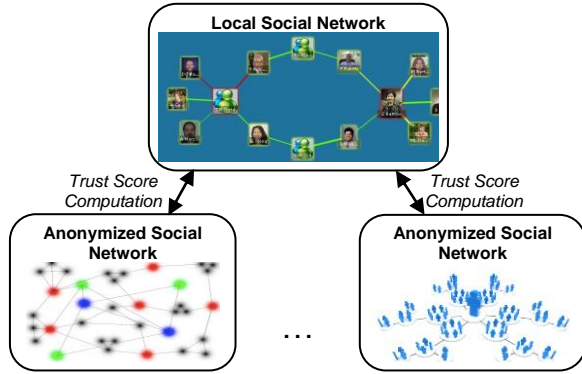 Local Social Network
Trust Score
Computation
Trust Score
Computation
Anonymized Social
Network
Anonymized Social
Network
...